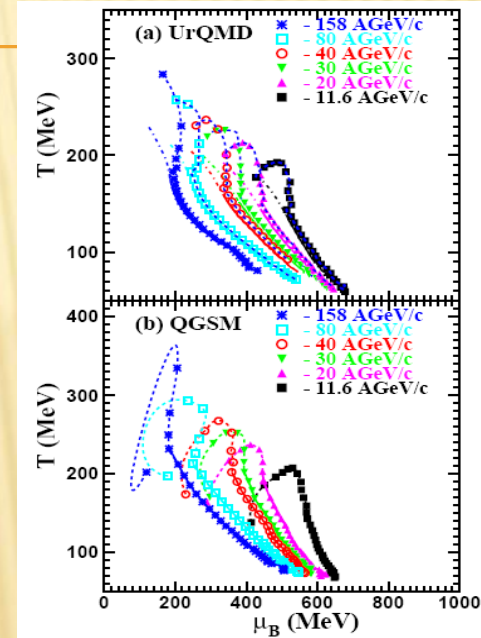 (a) UrQMD
- 158 AGeV/c
- 80 AGeV/c
- 40 AGeV/c
- 30 AGeV/c
- 20 AGeV/c
- 11.6 AGeV/c
T (MeV)
300
200
100
(b) QGSM
- 158 AGeV/c
- 80 AGeV/c
- 40 AGeV/c
- 30 AGeV/c
- 20 AGeV/c
- 11.6 AGeV/c
T (MeV)
400
300
200
100
0 200 400 600 800 1000
μB (MeV)